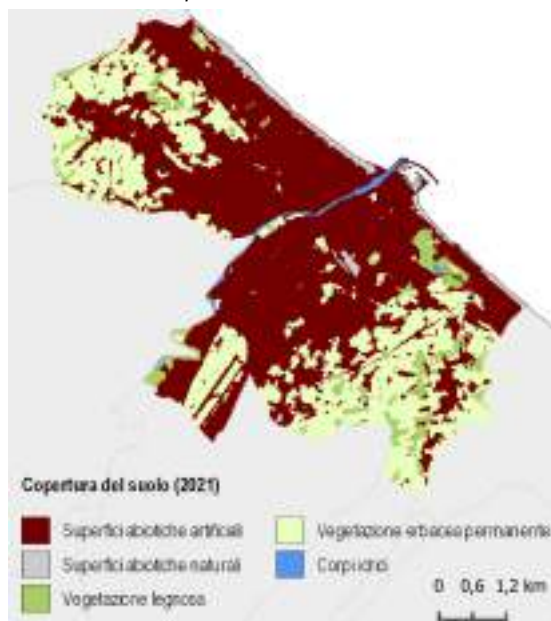 Copertura del suolo (2021)
Superfici abiotiche artificiali
Vegetazione erbacea permanente
Superfici abiotiche naturali
Corpi idrici
Vegetazione legnosa
0 0,6 1,2 km